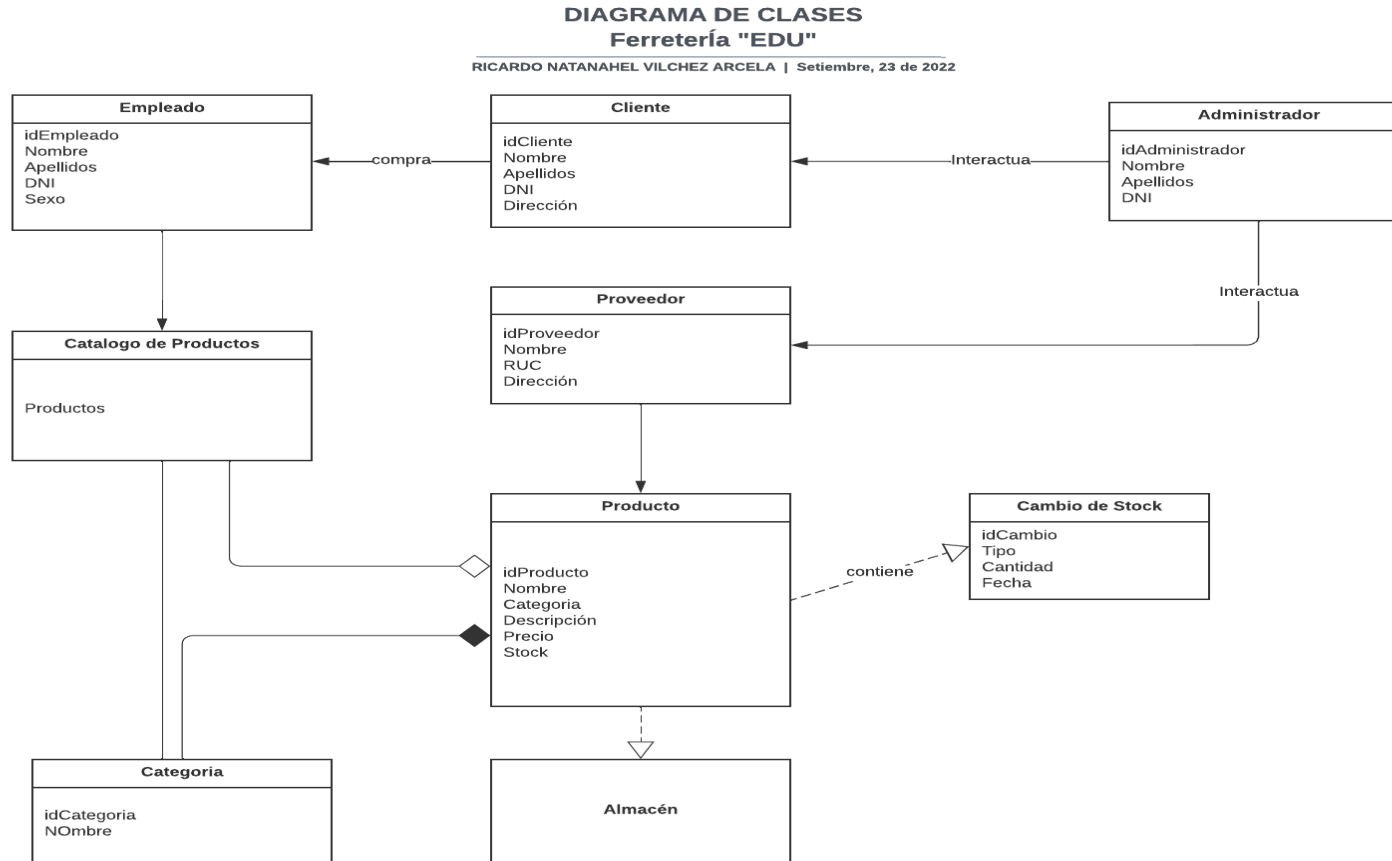 DIAGRAMA DE CLASES
Ferretería "EDU"
RICARDO NATANAHEL VILCHEZ ARCELA | Setiembre, 23 de 2022
Empleado
idEmpleado
Nombre
Apellidos
DNI
Sexo
compra
Cliente
idCliente
Nombre
Apellidos
DNI
Dirección
Interactua
Administrador
idAdministrador
Nombre
Apellidos
DNI
Interactua
Catalogo de Productos
Productos
Proveedor
idProveedor
Nombre
RUC
Dirección
Producto
idProducto
Nombre
Categoria
Descripción
Precio
Stock
contiene
Cambio de Stock
idCambio
Tipo
Cantidad
Fecha
Categoria
idCategoria
NOmbre
Almacén